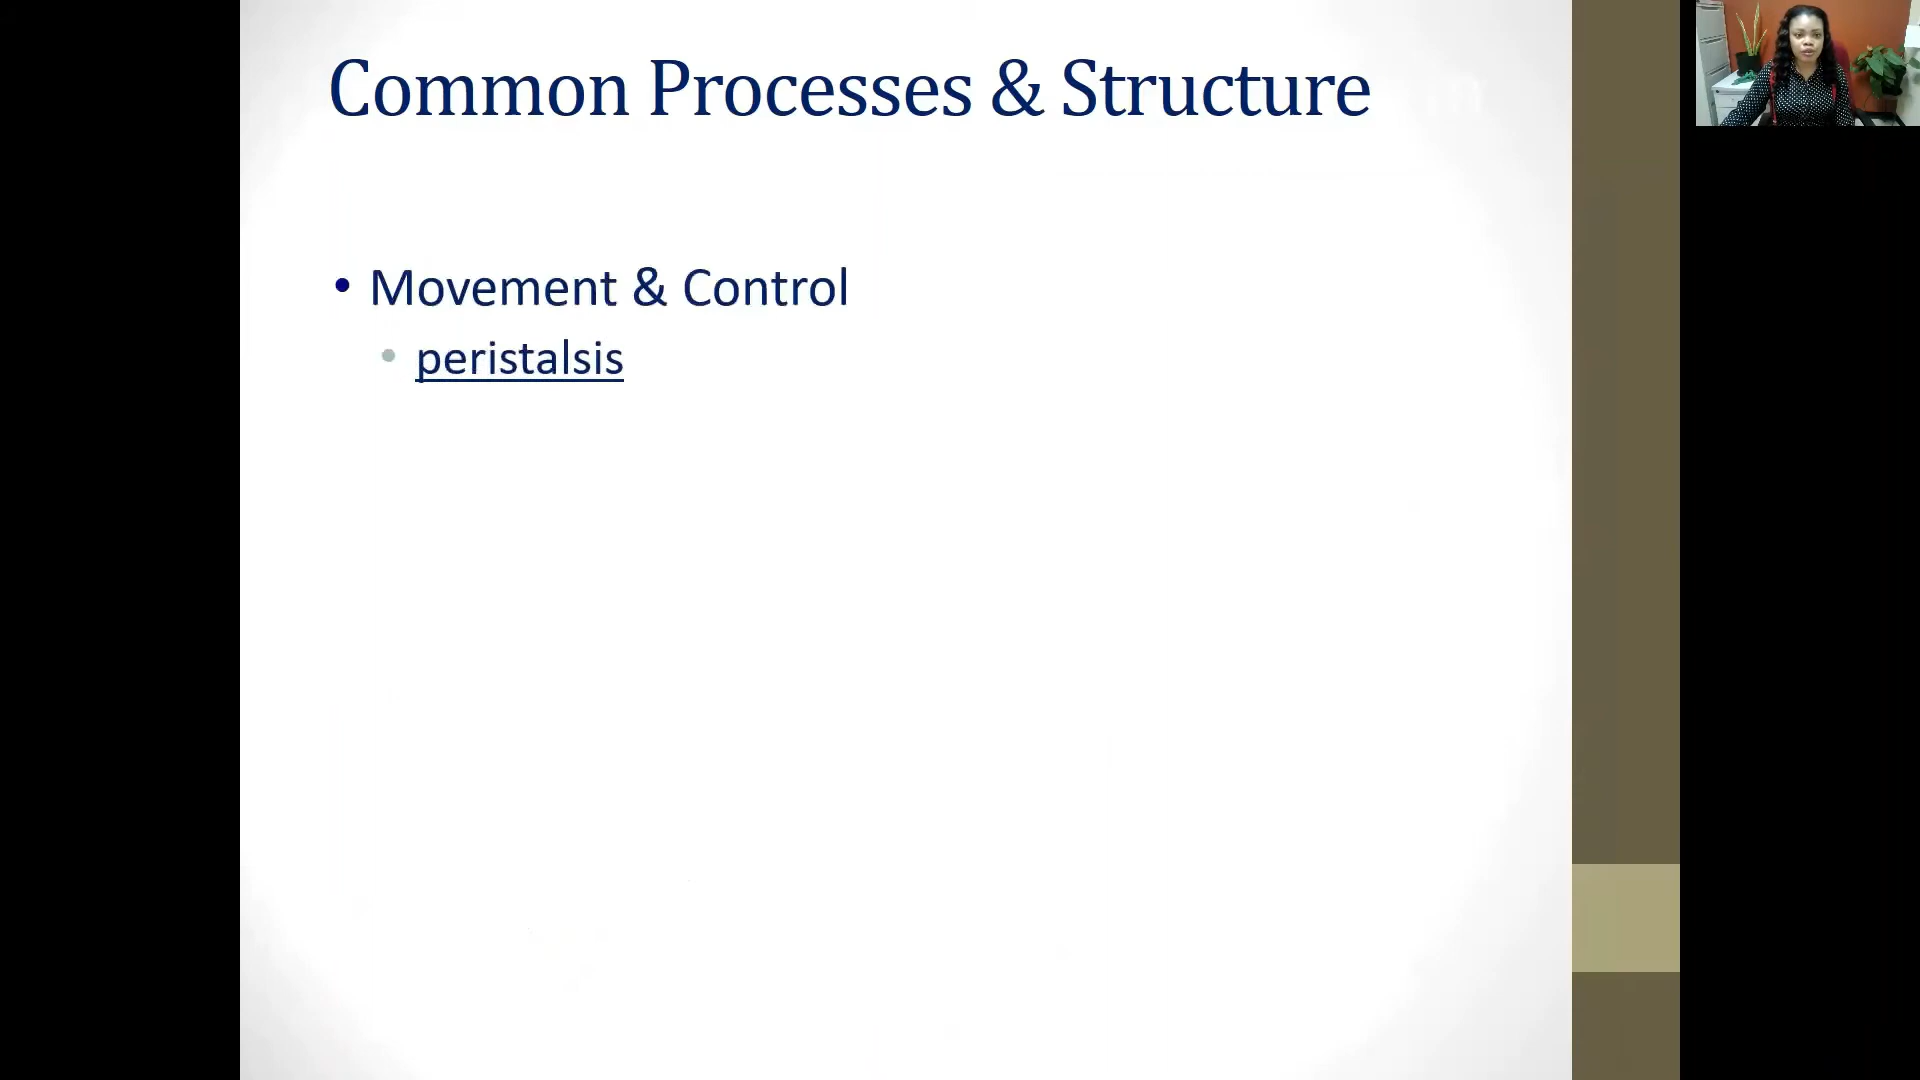 Common Processes & Structure
• Movement & Control
• peristalsis